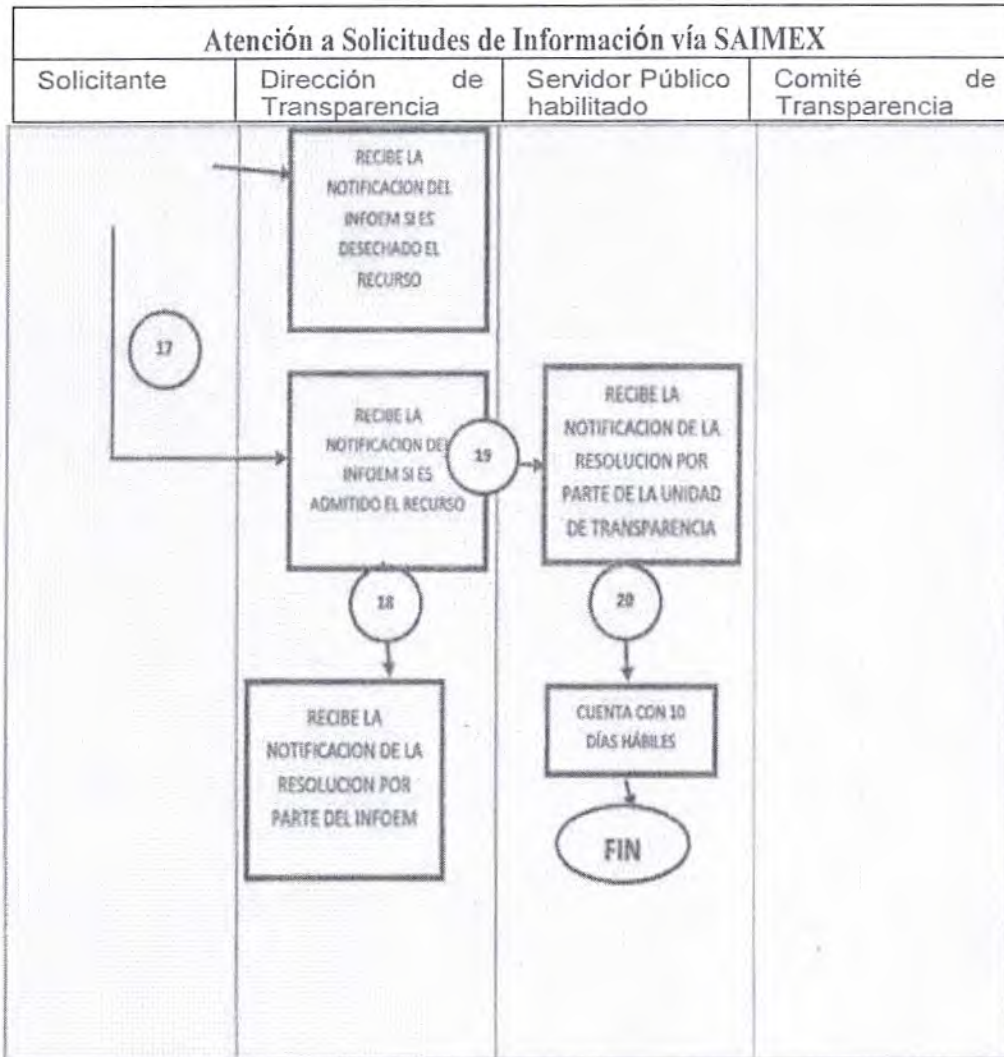 Atención a Solicitudes de Información vía SAIMEX
Solicitante
Dirección de
Transparencia
Servidor Público
habilitado
Comité de
Transparencia
RECIBE LA
NOTIFICACION DEL
INFOEM SI ES
DESECHADO EL
RECURSO
17
RECIBE LA
NOTIFICACION DEL
INFOEM SI ES
ADMITIDO EL RECURSO
19
RECIBE LA
NOTIFICACION DE LA
RESOLUCION POR
PARTE DE LA UNIDAD
DE TRANSPARENCIA
18
20
RECIBE LA
NOTIFICACION DE LA
RESOLUCION POR
PARTE DEL INFOEM
CUENTA CON 10
DÍAS HÁBILES
FIN